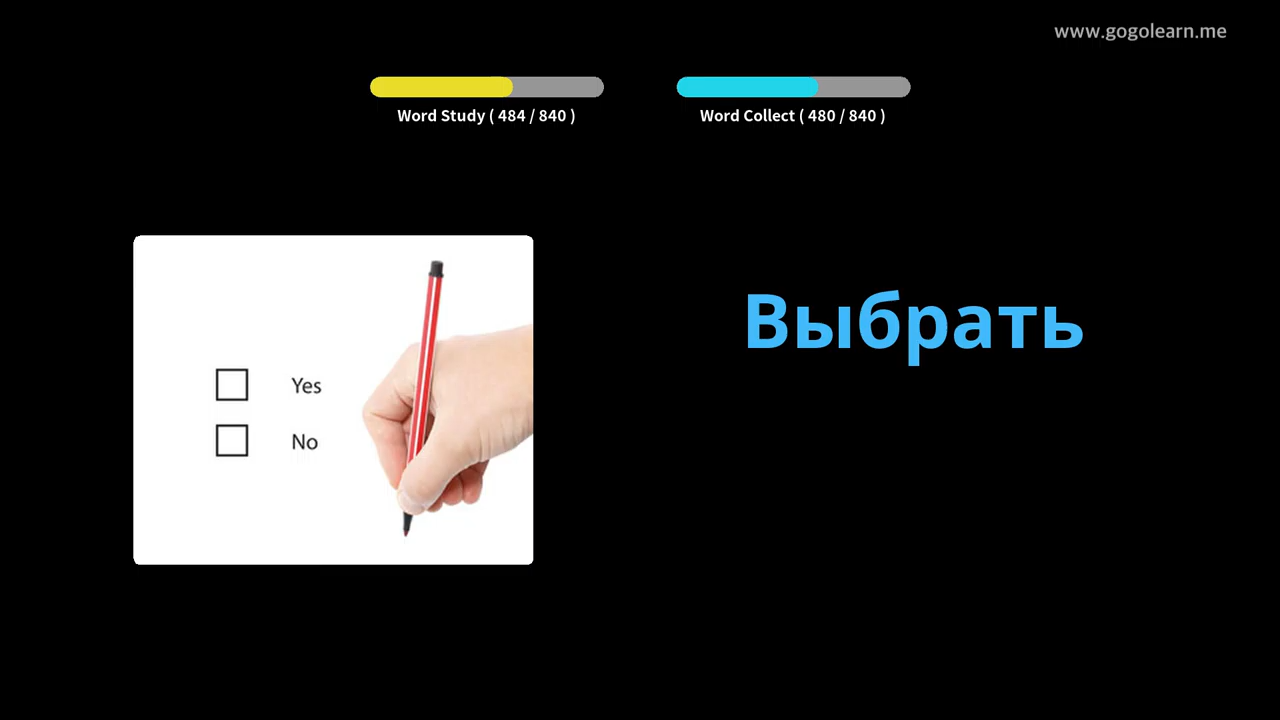 www.gogolearn.me
Word Study ( 484 / 840 )
Word Collect ( 480 / 840 )
Yes
No
Выбрать